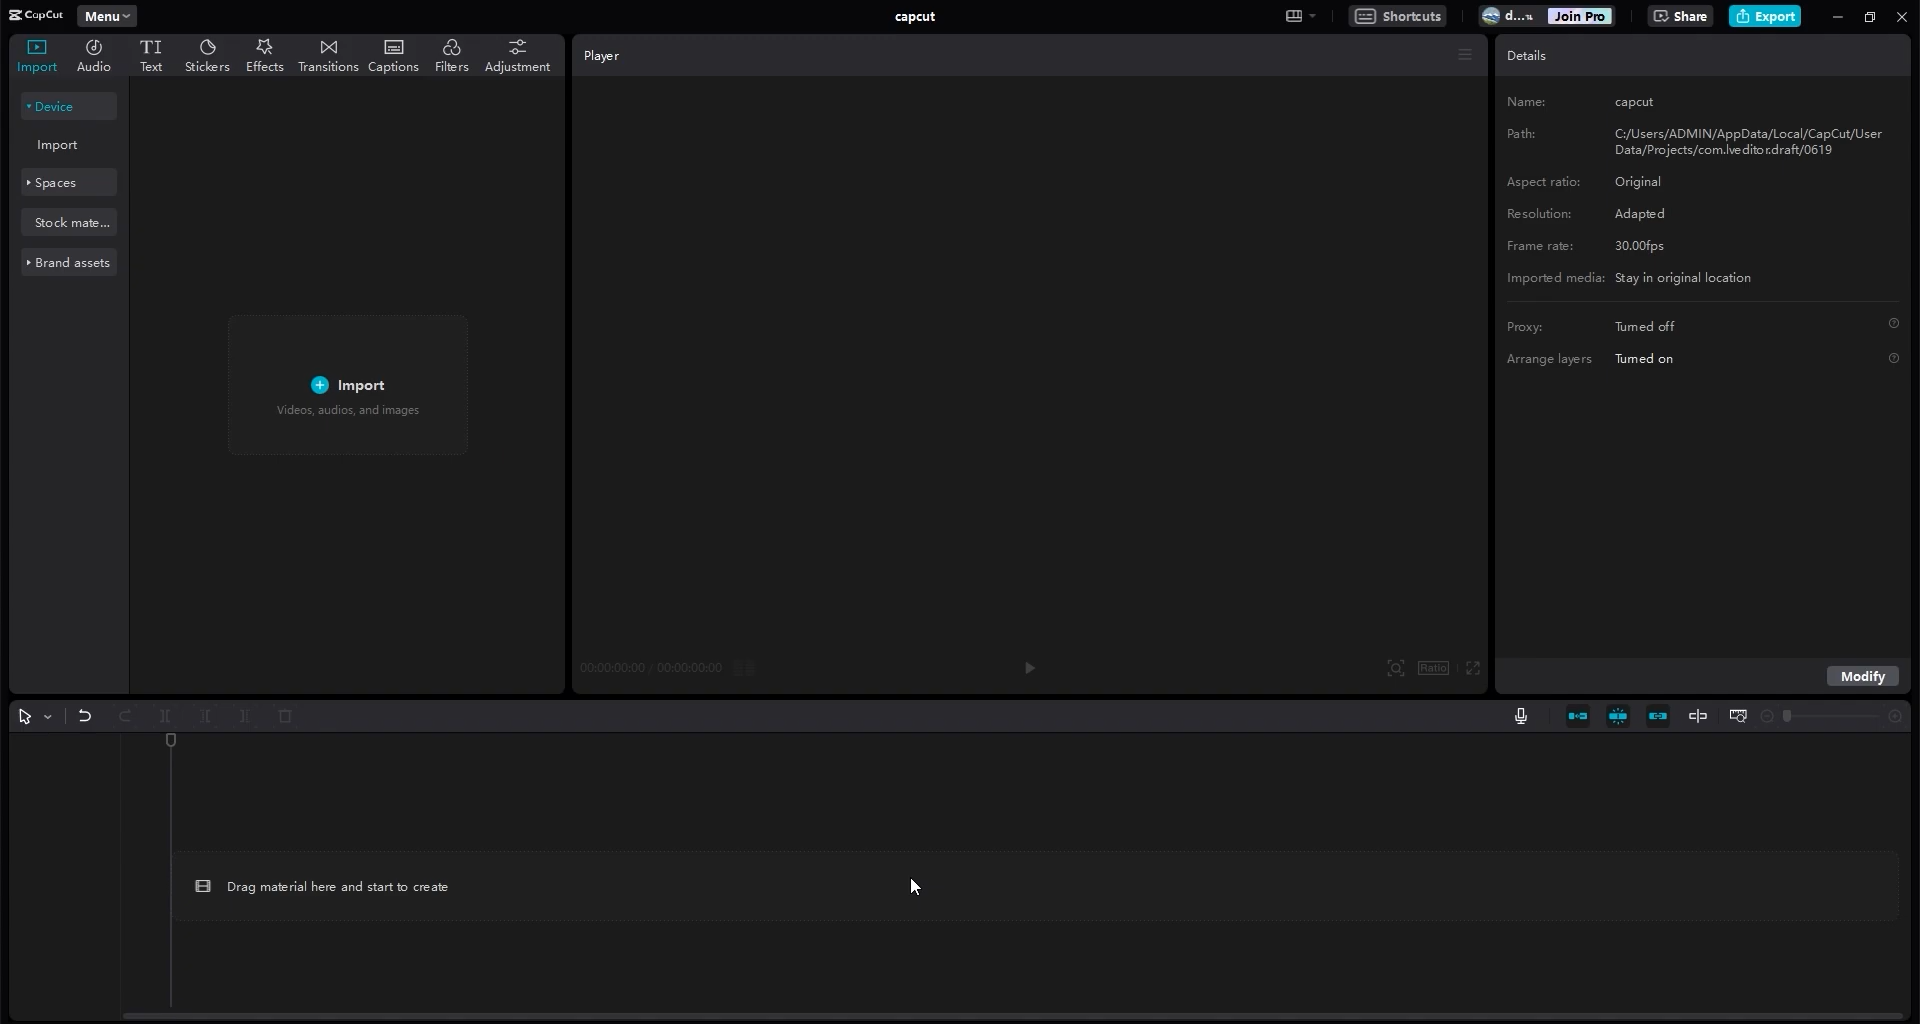 CapCut
Menu
capcut
Shortcuts
Join Pro
Share
Export
Import
Audio
TI
Text
Stickers
Effects
Transitions
Captions
Filters
Adjustment
Device
Import
Spaces
Stock mate...
Brand assets
Import
Videos, audios, and images
Player
00:00:00:00 / 00:00:00:00
Ratio
Details
Name: capcut
Path: C:/Users/ADMIN/AppData/Local/CapCut/User
Data/Projects/com.lveditor.draft/0619
Aspect ratio: Original
Resolution: Adapted
Frame rate: 30.00fps
Imported media: Stay in original location
Proxy: Turned off
Arrange layers Turned on
Modify
Drag material here and start to create